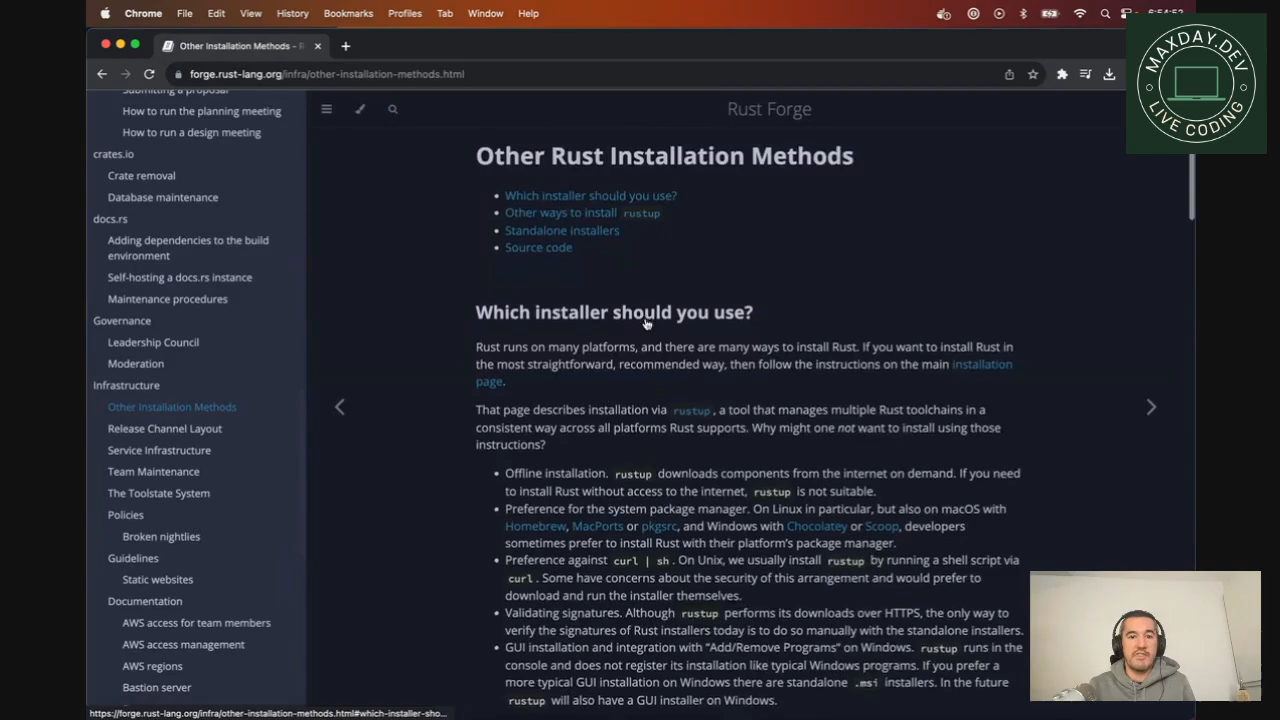 Chrome File Edit View History Bookmarks Profiles Tab Window Help
Other Installation Methods - R
forge.rust-lang.org/infra/other-installation-methods.html
MAXDAY.DEV
LIVE CODING
Submitting a proposal
How to run the planning meeting
How to run a design meeting
crates.io
Crate removal
Database maintenance
docs.rs
Adding dependencies to the build
environment
Self-hosting a docs.rs instance
Maintenance procedures
Governance
Leadership Council
Moderation
Infrastructure
Other Installation Methods
Release Channel Layout
Service Infrastructure
Team Maintenance
The Toolstate System
Policies
Broken nightlies
Guidelines
Static websites
Documentation
AWS access for team members
AWS access management
AWS regions
Bastion server
Rust Forge
Other Rust Installation Methods
• Which installer should you use?
• Other ways to install rustup
• Standalone installers
• Source code
Which installer should you use?
Rust runs on many platforms, and there are many ways to install Rust. If you want to install Rust in
the most straightforward, recommended way, then follow the instructions on the main installation
page.
That page describes installation via rustup, a tool that manages multiple Rust toolchains in a
consistent way across all platforms Rust supports. Why might one not want to install using those
instructions?
• Offline installation. rustup downloads components from the internet on demand. If you need
to install Rust without access to the internet, rustup is not suitable.
• Preference for the system package manager. On Linux in particular, but also on macOS with
Homebrew, MacPorts or pkgsrc, and Windows with Chocolatey or Scoop, developers
sometimes prefer to install Rust with their platform's package manager.
• Preference against curl | sh. On Unix, we usually install rustup by running a shell script via
curl. Some have concerns about the security of this arrangement and would prefer to
download and run the installer themselves.
• Validating signatures. Although rustup performs its downloads over HTTPS, the only way to
verify the signatures of Rust installers today is to do so manually with the standalone installers.
• GUI installation and integration with "Add/Remove Programs" on Windows. rustup runs in the
console and does not register its installation like typical Windows programs. If you prefer a
more typical GUI installation on Windows there are standalone .msi installers. In the future
rustup will also have a GUI installer on Windows.
https://forge.rust-lang.org/infra/other-installation-methods.html#which-installer-sho...